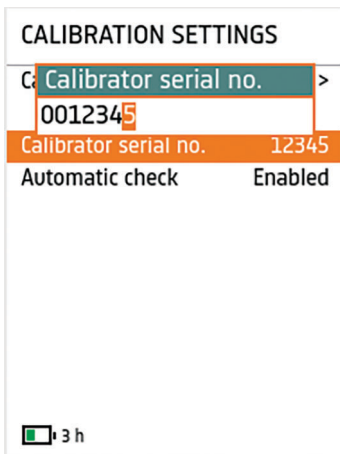 CALIBRATION SETTINGS
Calibrator serial no. >
0012345
Calibrator serial no. 12345
Automatic check Enabled
3 h